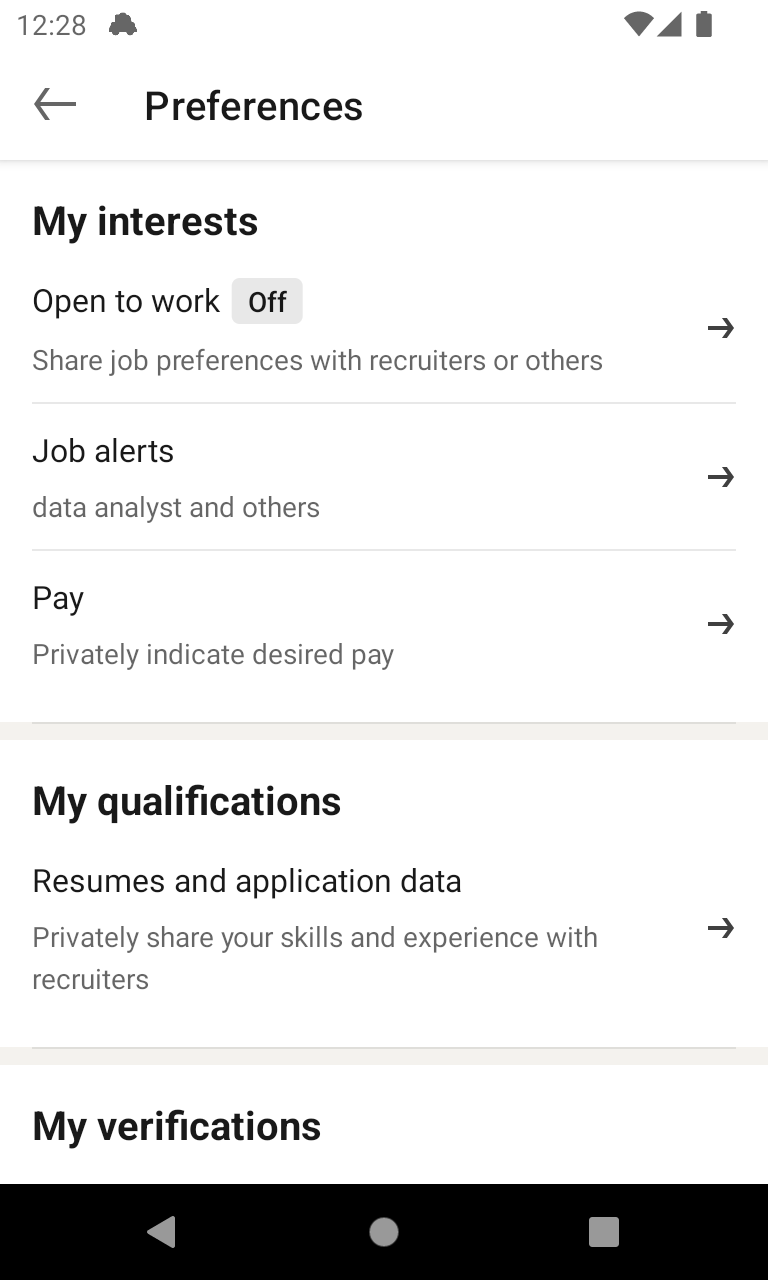 12:28
Preferences
My interests
Open to work Off
Share job preferences with recruiters or others
Job alerts
data analyst and others
Pay
Privately indicate desired pay
My qualifications
Resumes and application data
Privately share your skills and experience with
recruiters
My verifications